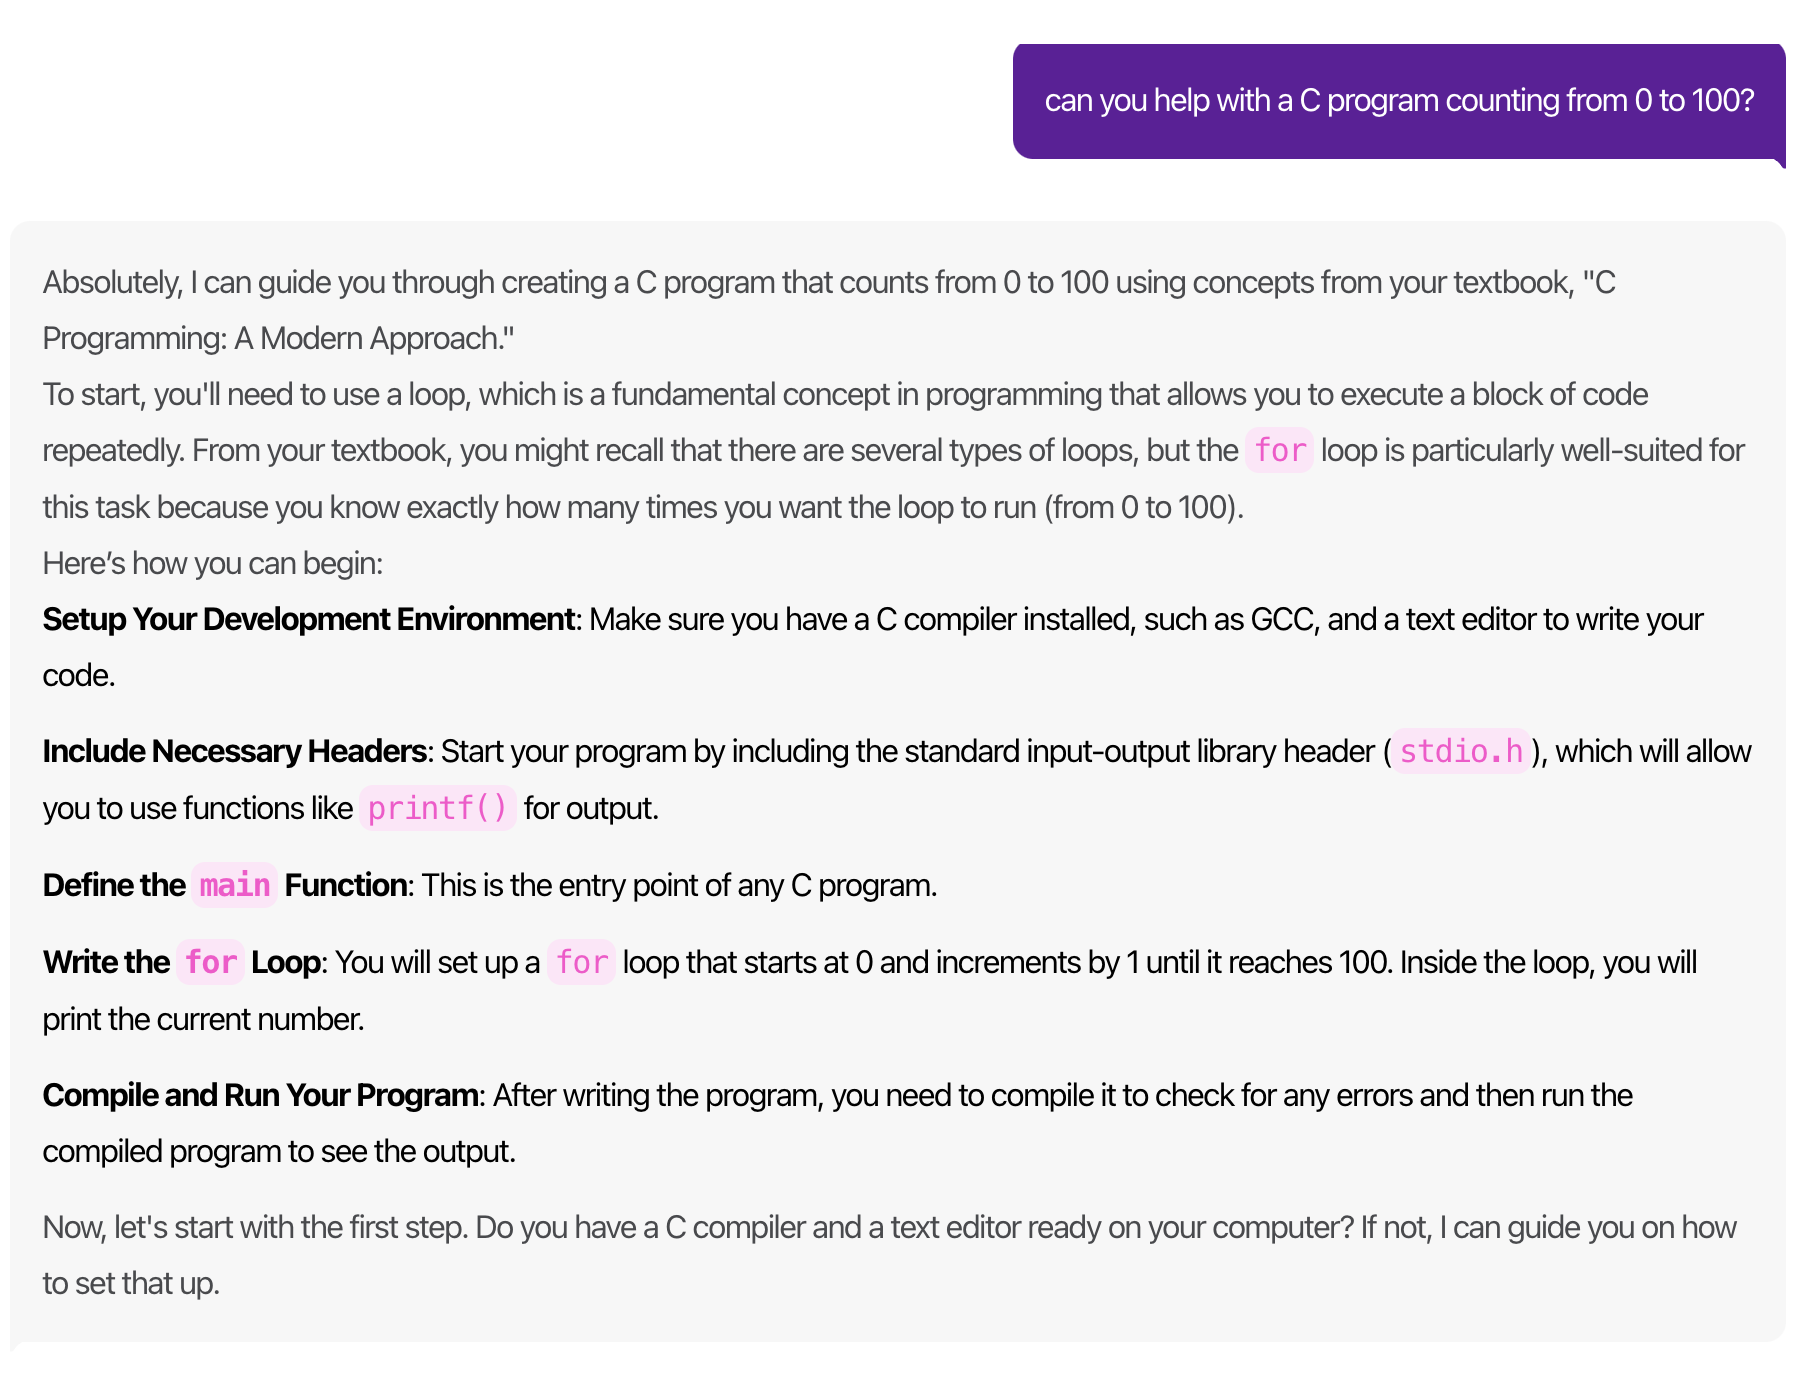 can you help with a C program counting from 0 to 100?
Absolutely, I can guide you through creating a C program that counts from 0 to 100 using concepts from your textbook, "C
Programming: A Modern Approach."
To start, you'll need to use a loop, which is a fundamental concept in programming that allows you to execute a block of code
repeatedly. From your textbook, you might recall that there are several types of loops, but the for loop is particularly well-suited for
this task because you know exactly how many times you want the loop to run (from 0 to 100).
Here’s how you can begin:
Setup Your Development Environment: Make sure you have a C compiler installed, such as GCC, and a text editor to write your
code.
Include Necessary Headers: Start your program by including the standard input-output library header (stdio.h), which will allow
you to use functions like printf() for output.
Define the main Function: This is the entry point of any C program.
Write the for Loop: You will set up a for loop that starts at 0 and increments by 1 until it reaches 100. Inside the loop, you will
print the current number.
Compile and Run Your Program: After writing the program, you need to compile it to check for any errors and then run the
compiled program to see the output.
Now, let's start with the first step. Do you have a C compiler and a text editor ready on your computer? If not, I can guide you on how
to set that up.